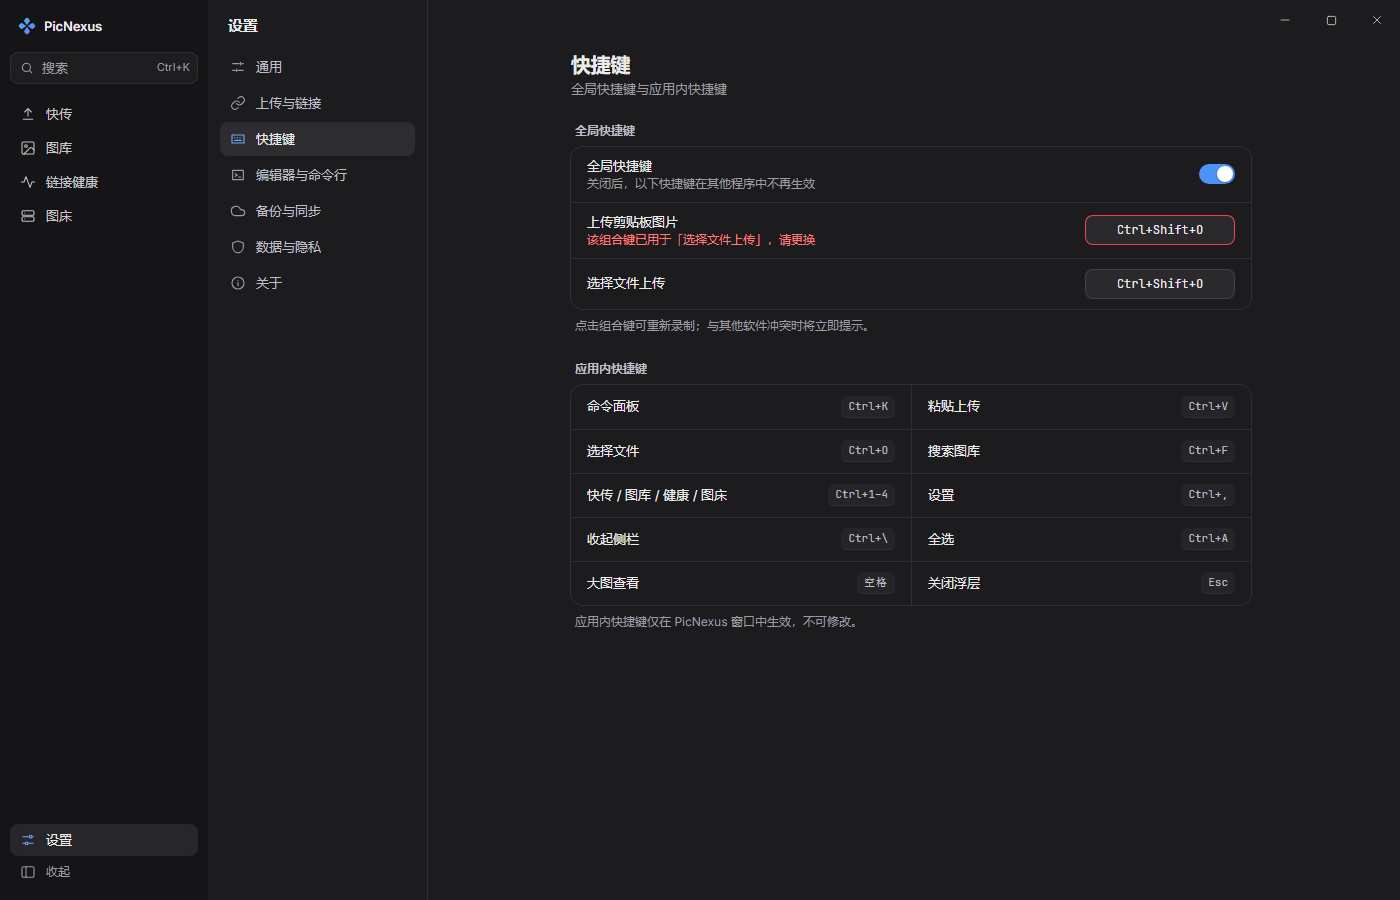 PicNexus
搜索 Ctrl+K
快传
图库
链接健康
图床
设置
收起
设置
通用
上传与链接
快捷键
编辑器与命令行
备份与同步
数据与隐私
关于
快捷键
全局快捷键与应用内快捷键
全局快捷键
全局快捷键
关闭后，以下快捷键在其他程序中不再生效
上传剪贴板图片
该组合键已用于「选择文件上传」，请更换
Ctrl+Shift+O
选择文件上传 Ctrl+Shift+O
点击组合键可重新录制；与其他软件冲突时将立即提示。
应用内快捷键
命令面板 Ctrl+K 粘贴上传 Ctrl+V
选择文件 Ctrl+O 搜索图库 Ctrl+F
快传 / 图库 / 健康 / 图床 Ctrl+1-4 设置 Ctrl+,
收起侧栏 Ctrl+\ 全选 Ctrl+A
大图查看 空格 关闭浮层 Esc
应用内快捷键仅在 PicNexus 窗口中生效，不可修改。